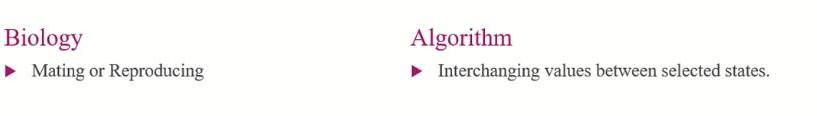 Biology
Mating or Reproducing
Algorithm
Interchanging values between selected states.